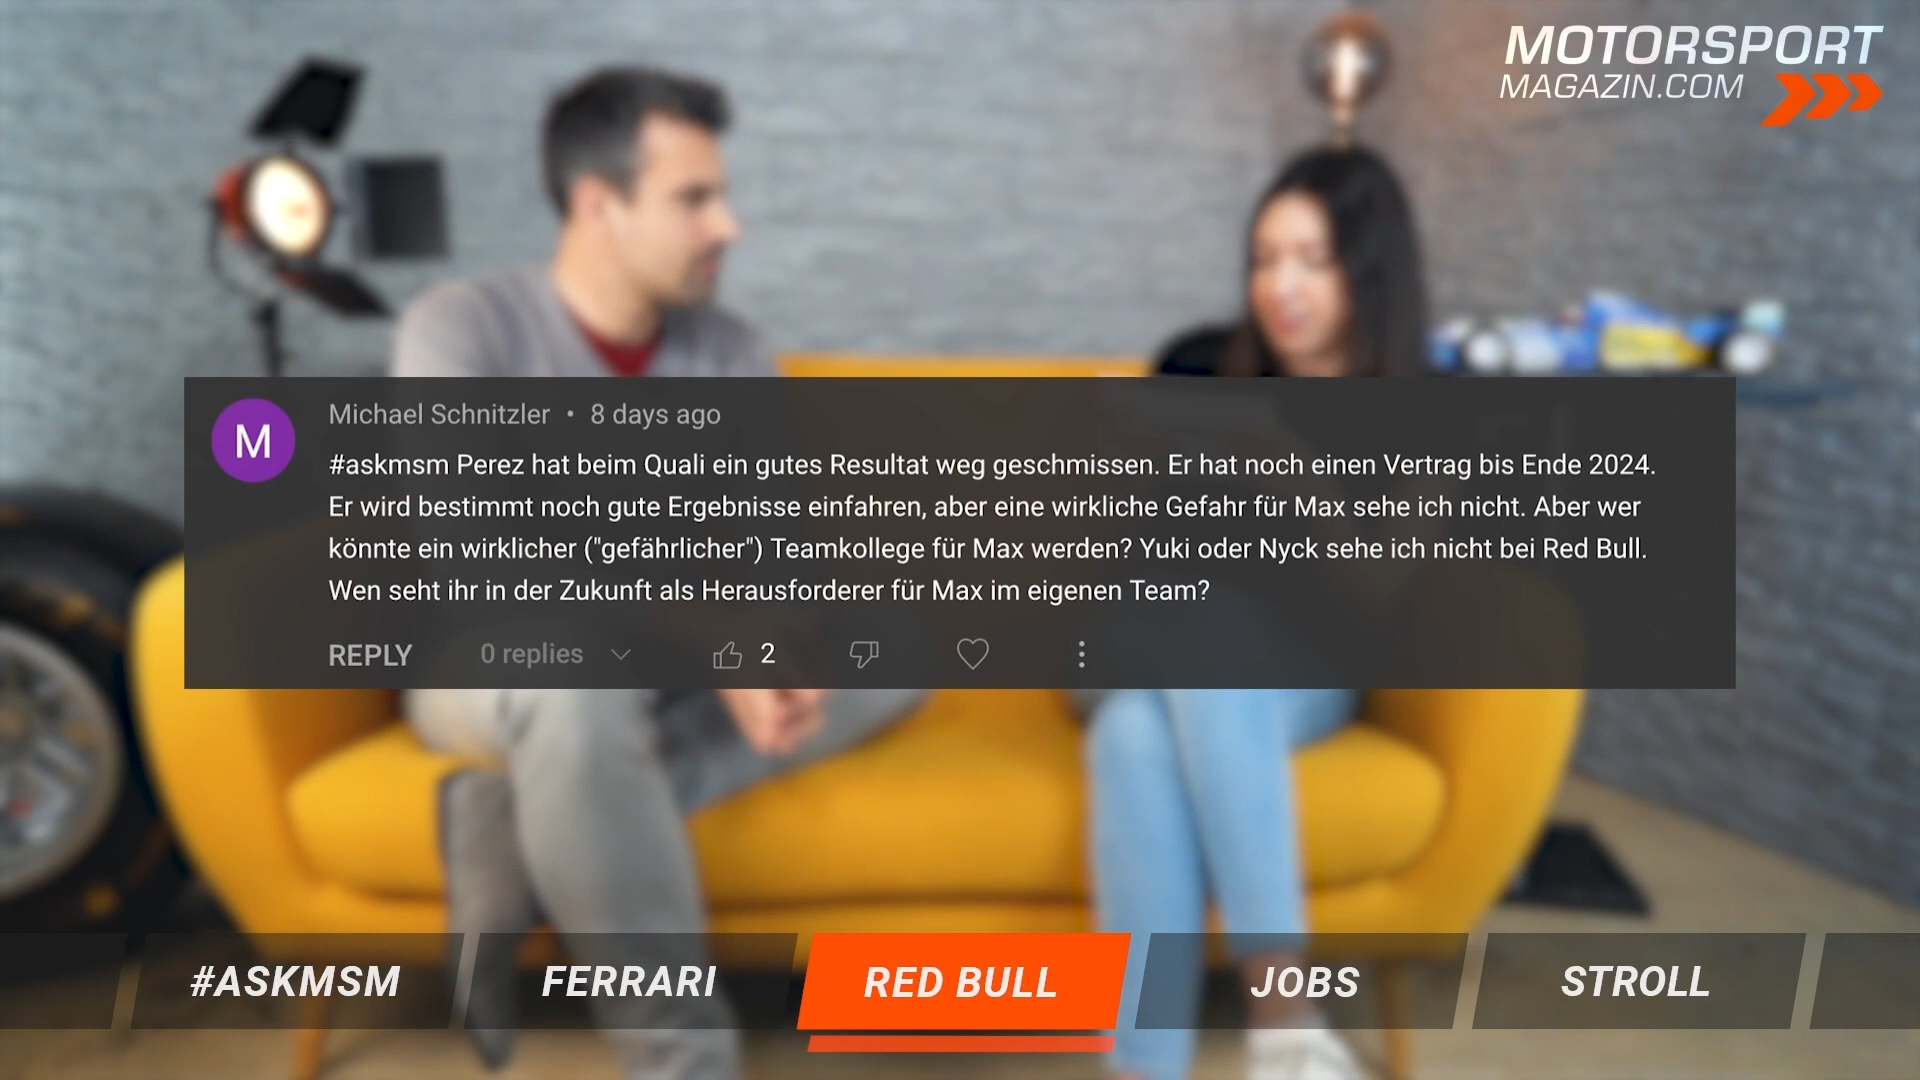 MOTORSPORT
MAGAZIN.COM
M
Michael Schnitzler • 8 days ago
#askmsm Perez hat beim Quali ein gutes Resultat weg geschmissen. Er hat noch einen Vertrag bis Ende 2024.
Er wird bestimmt noch gute Ergebnisse einfahren, aber eine wirkliche Gefahr für Max sehe ich nicht. Aber wer
könnte ein wirklicher ("gefährlicher") Teamkollege für Max werden? Yuki oder Nyck sehe ich nicht bei Red Bull.
Wen seht ihr in der Zukunft als Herausforderer für Max im eigenen Team?
REPLY 0 replies 2
#ASKMSM FERRARI RED BULL JOBS STROLL